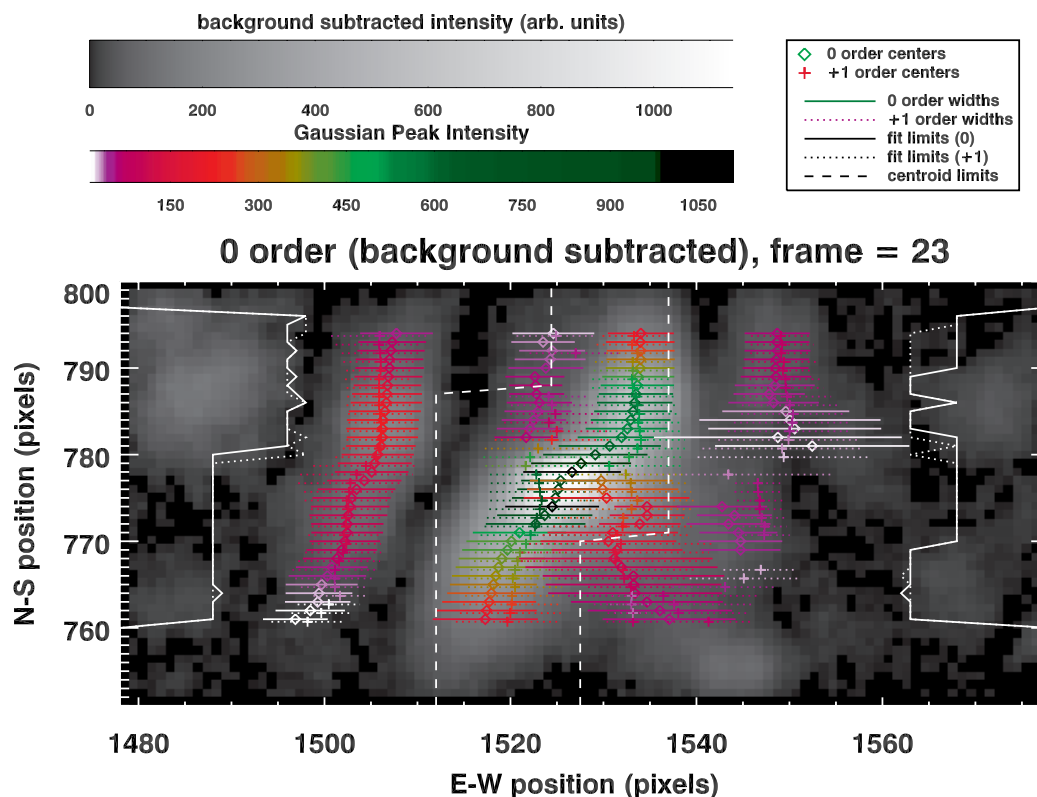 background subtracted intensity (arb. units)
0 200 400 600 800 1000
Gaussian Peak Intensity
150 300 450 600 750 900 1050
0 order centers
+1 order centers
0 order widths
+1 order widths
fit limits (0)
fit limits (+1)
centroid limits
0 order (background subtracted), frame = 23
N-S position (pixels)
800
790
780
770
760
1480 1500 1520 1540 1560
E-W position (pixels)